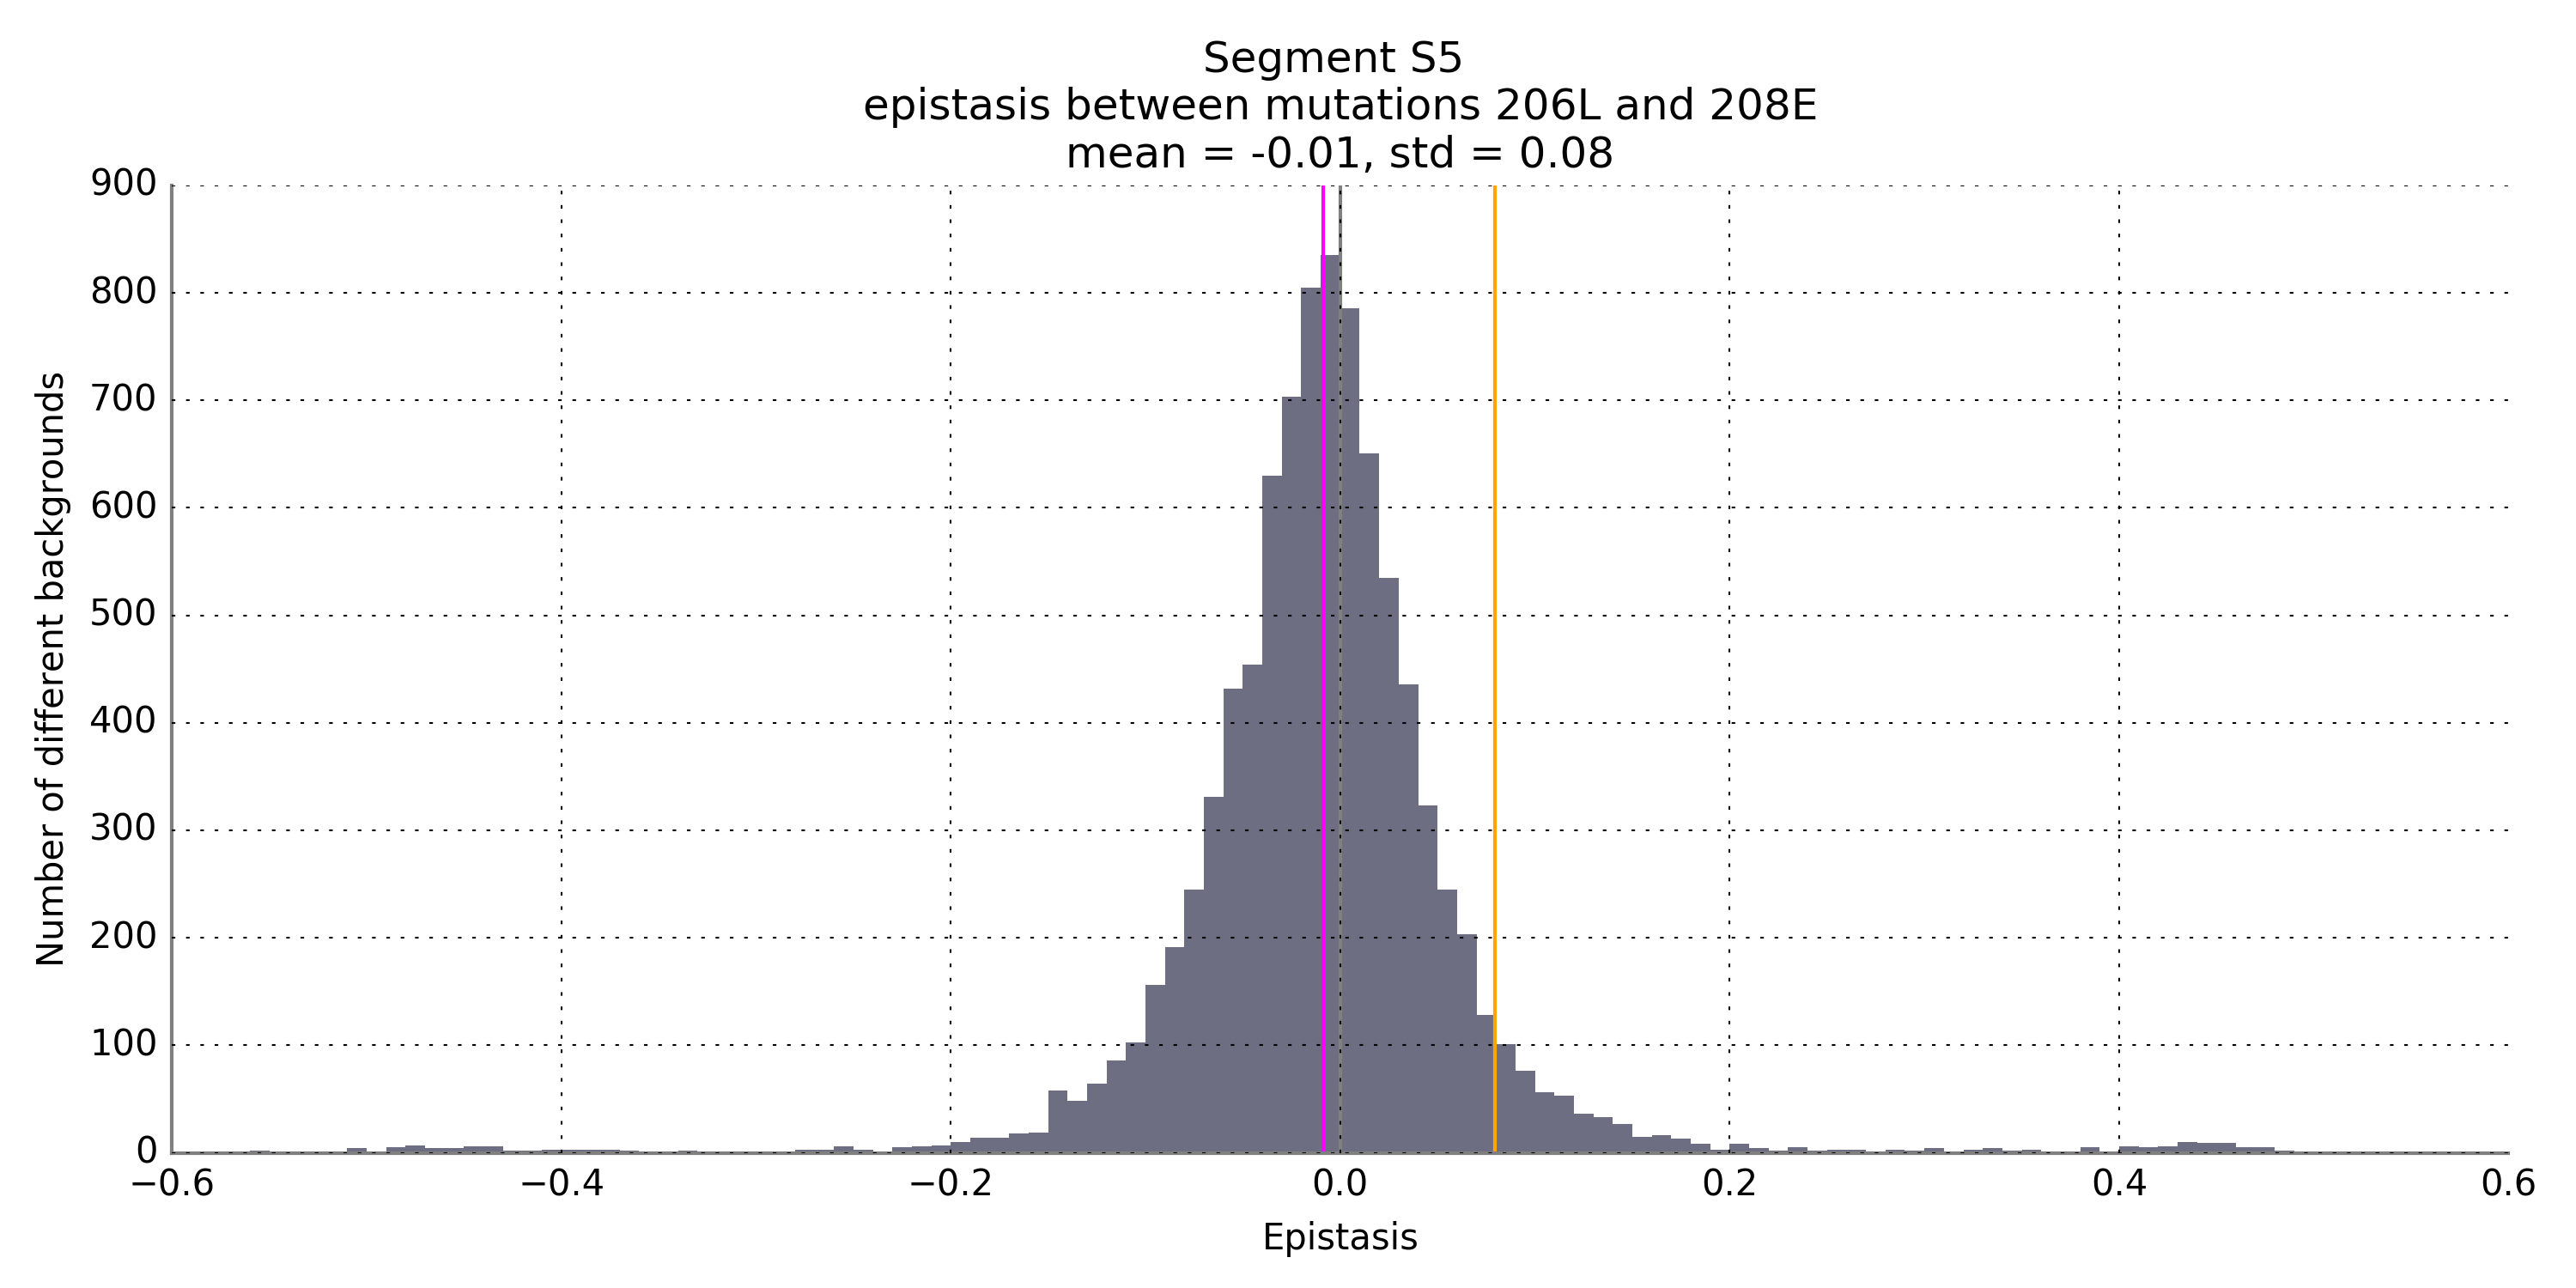 Segment S5
epistasis between mutations 206L and 208E
mean = -0.01, std = 0.08
900
800
700
600
500
400
300
200
100
0
Number of different backgrounds
−0.6 −0.4 −0.2 0.0 0.2 0.4 0.6
Epistasis